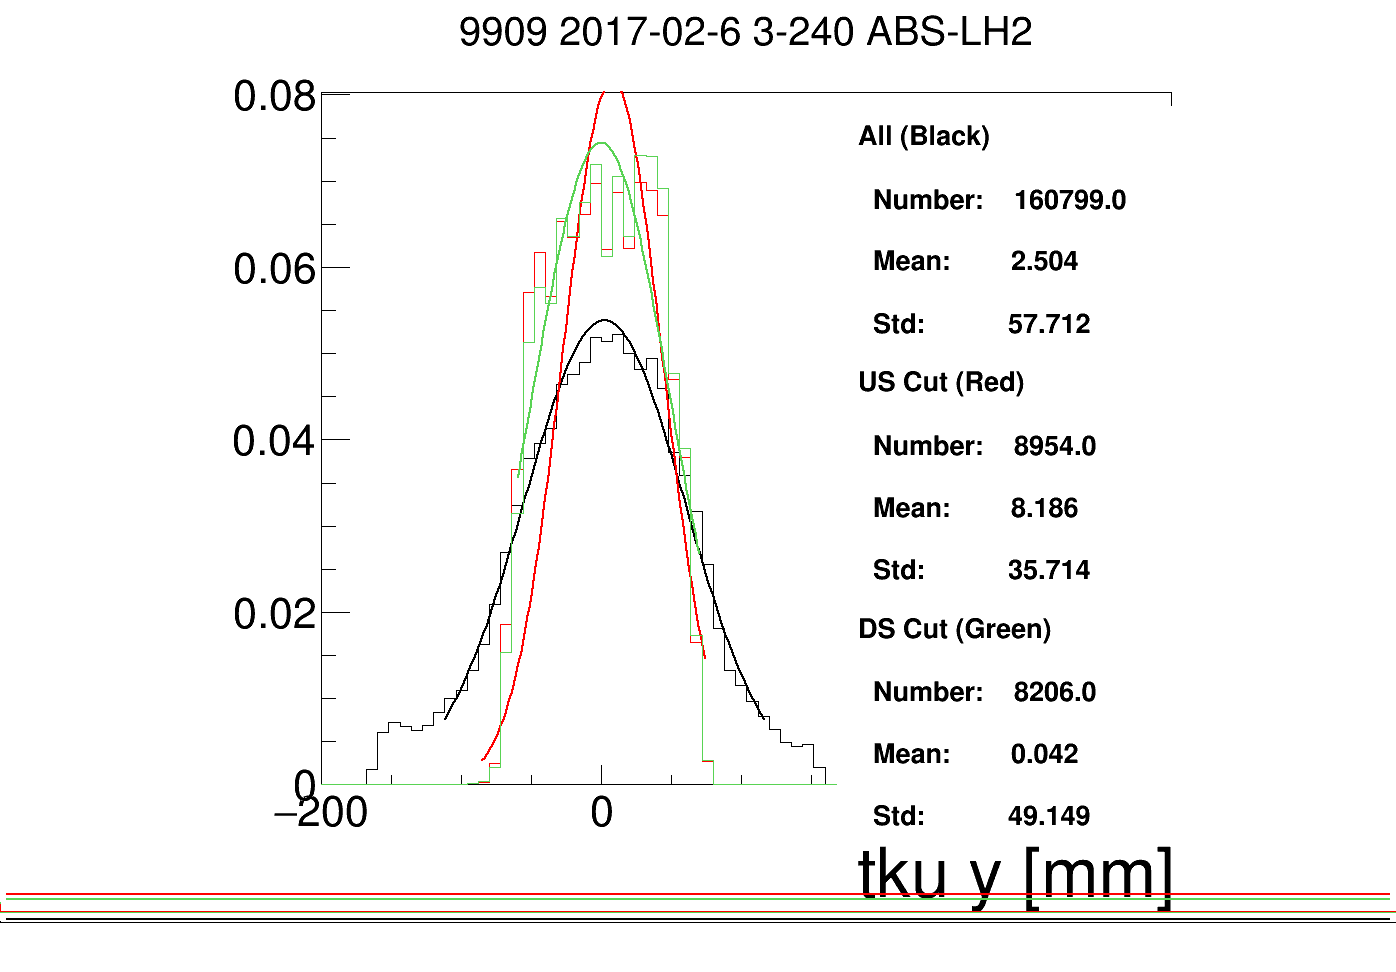 9909 2017-02-6 3-240 ABS-LH2
0.08
0.06
0.04
0.02
0
−200
0
All (Black)
Number: 160799.0
Mean: 2.504
Std: 57.712
US Cut (Red)
Number: 8954.0
Mean: 8.186
Std: 35.714
DS Cut (Green)
Number: 8206.0
Mean: 0.042
Std: 49.149
tku y [mm]